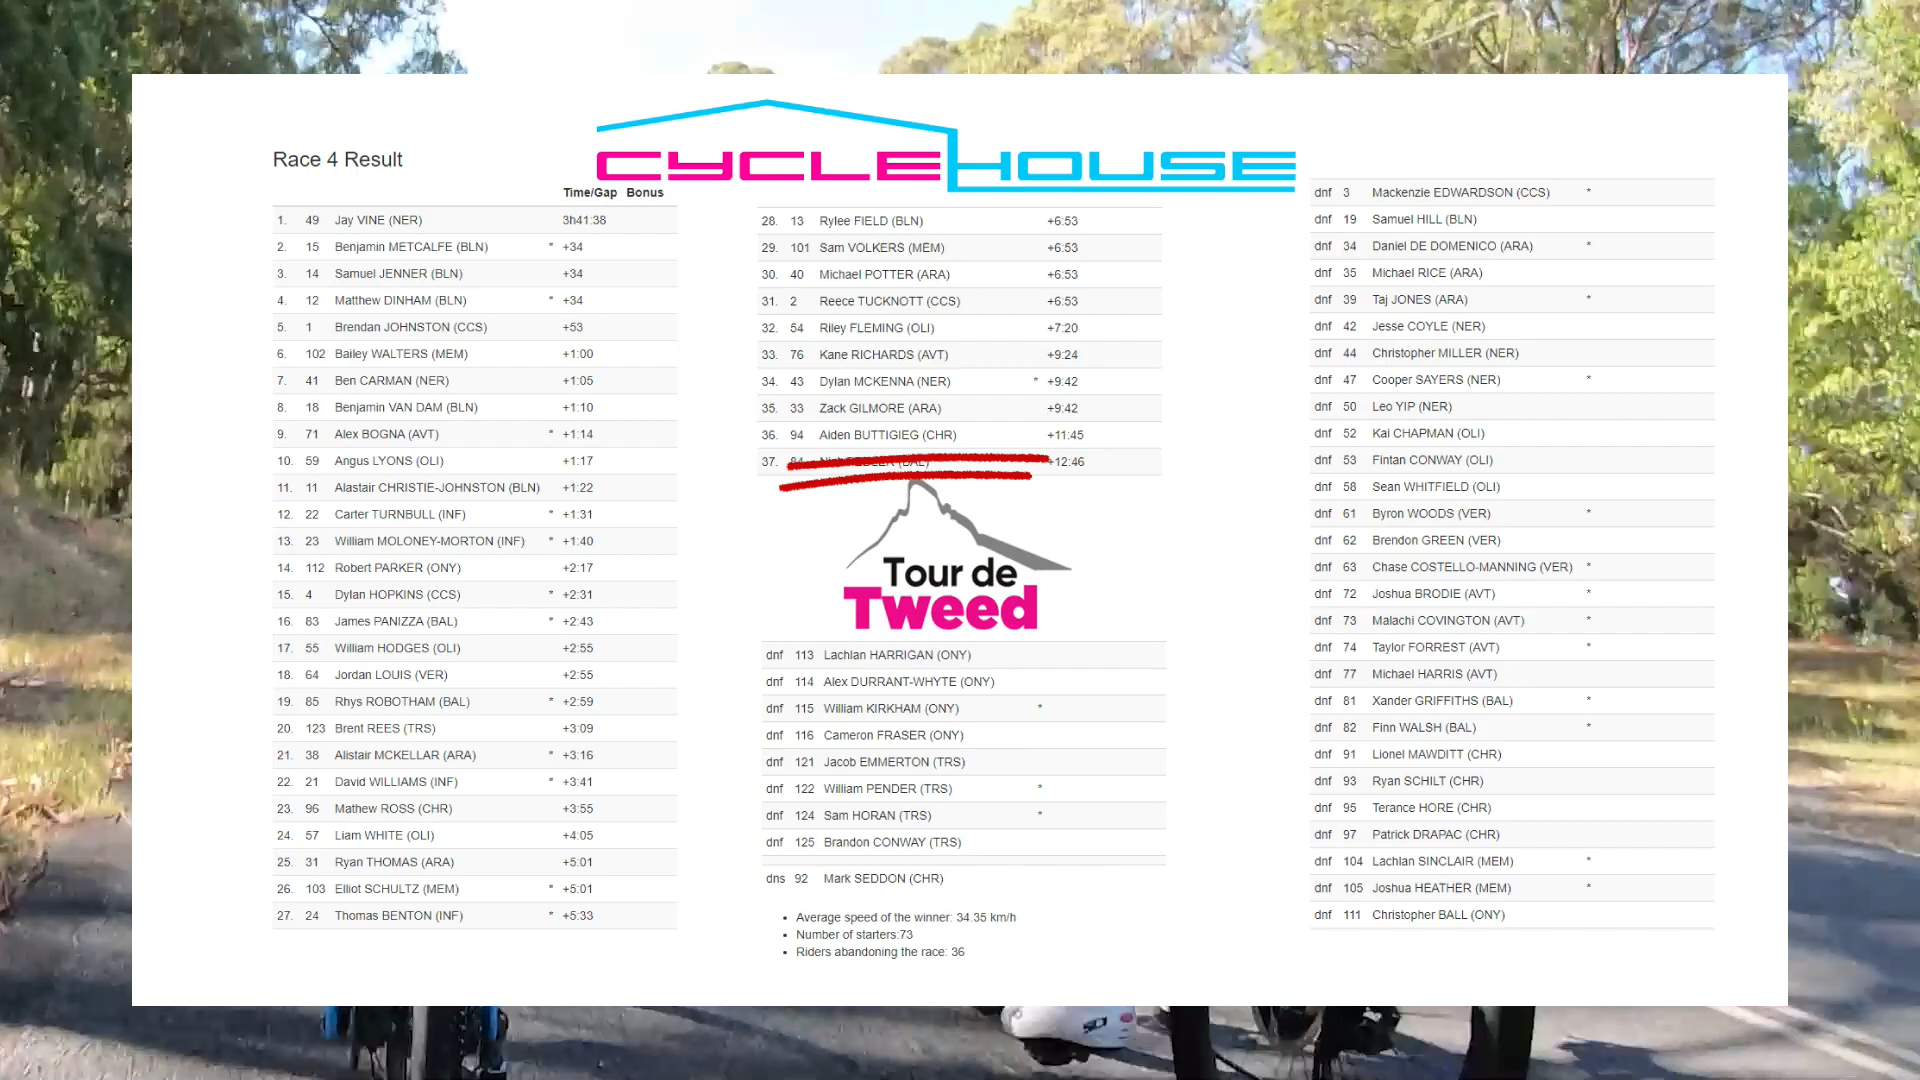 CYCLEHOUSE
Race 4 Result
Time/Gap Bonus
1. 49 Jay VINE (NER) 3h41:38
2. 15 Benjamin METCALFE (BLN) * +34
3. 14 Samuel JENNER (BLN) +34
4. 12 Matthew DINHAM (BLN) * +34
5. 1 Brendan JOHNSTON (CCS) +53
6. 102 Bailey WALTERS (MEM) +1:00
7. 41 Ben CARMAN (NER) +1:05
8. 18 Benjamin VAN DAM (BLN) +1:10
9. 71 Alex BOGNA (AVT) * +1:14
10. 59 Angus LYONS (OLI) +1:17
11. 11 Alastair CHRISTIE-JOHNSTON (BLN) +1:22
12. 22 Carter TURNBULL (INF) * +1:31
13. 23 William MOLONEY-MORTON (INF) * +1:40
14. 112 Robert PARKER (ONY) +2:17
15. 4 Dylan HOPKINS (CCS) * +2:31
16. 83 James PANIZZA (BAL) * +2:43
17. 55 William HODGES (OLI) +2:55
18. 64 Jordan LOUIS (VER) +2:55
19. 85 Rhys ROBOTHAM (BAL) * +2:59
20. 123 Brent REES (TRS) +3:09
21. 38 Alistair MCKELLAR (ARA) * +3:16
22. 21 David WILLIAMS (INF) * +3:41
23. 96 Mathew ROSS (CHR) +3:55
24. 57 Liam WHITE (OLI) +4:05
25. 31 Ryan THOMAS (ARA) +5:01
26. 103 Elliot SCHULTZ (MEM) * +5:01
27. 24 Thomas BENTON (INF) * +5:33
28. 13 Rylee FIELD (BLN) +6:53
29. 101 Sam VOLKERS (MEM) +6:53
30. 40 Michael POTTER (ARA) +6:53
31. 2 Reece TUCKNOTT (CCS) +6:53
32. 54 Riley FLEMING (OLI) +7:20
33. 76 Kane RICHARDS (AVT) +9:24
34. 43 Dylan MCKENNA (NER) * +9:42
35. 33 Zack GILMORE (ARA) +9:42
36. 94 Aiden BUTTIGIEG (CHR) +11:45
37. 84 (BAL) +12:46
Tour de
Tweed
dnf 113 Lachlan HARRIGAN (ONY)
dnf 114 Alex DURRANT-WHYTE (ONY)
dnf 115 William KIRKHAM (ONY) *
dnf 116 Cameron FRASER (ONY)
dnf 121 Jacob EMMERTON (TRS)
dnf 122 William PENDER (TRS) *
dnf 124 Sam HORAN (TRS) *
dnf 125 Brandon CONWAY (TRS)
dns 92 Mark SEDDON (CHR)
• Average speed of the winner: 34.35 km/h
• Number of starters:73
• Riders abandoning the race: 36
dnf 3 Mackenzie EDWARDSON (CCS) *
dnf 19 Samuel HILL (BLN)
dnf 34 Daniel DE DOMENICO (ARA) *
dnf 35 Michael RICE (ARA)
dnf 39 Taj JONES (ARA) *
dnf 42 Jesse COYLE (NER)
dnf 44 Christopher MILLER (NER)
dnf 47 Cooper SAYERS (NER) *
dnf 50 Leo YIP (NER)
dnf 52 Kai CHAPMAN (OLI)
dnf 53 Fintan CONWAY (OLI)
dnf 58 Sean WHITFIELD (OLI)
dnf 61 Byron WOODS (VER) *
dnf 62 Brendon GREEN (VER)
dnf 63 Chase COSTELLO-MANNING (VER) *
dnf 72 Joshua BRODIE (AVT) *
dnf 73 Malachi COVINGTON (AVT) *
dnf 74 Taylor FORREST (AVT) *
dnf 77 Michael HARRIS (AVT)
dnf 81 Xander GRIFFITHS (BAL) *
dnf 82 Finn WALSH (BAL) *
dnf 91 Lionel MAWDITT (CHR)
dnf 93 Ryan SCHILT (CHR)
dnf 95 Terance HORE (CHR)
dnf 97 Patrick DRAPAC (CHR)
dnf 104 Lachlan SINCLAIR (MEM) *
dnf 105 Joshua HEATHER (MEM) *
dnf 111 Christopher BALL (ONY)